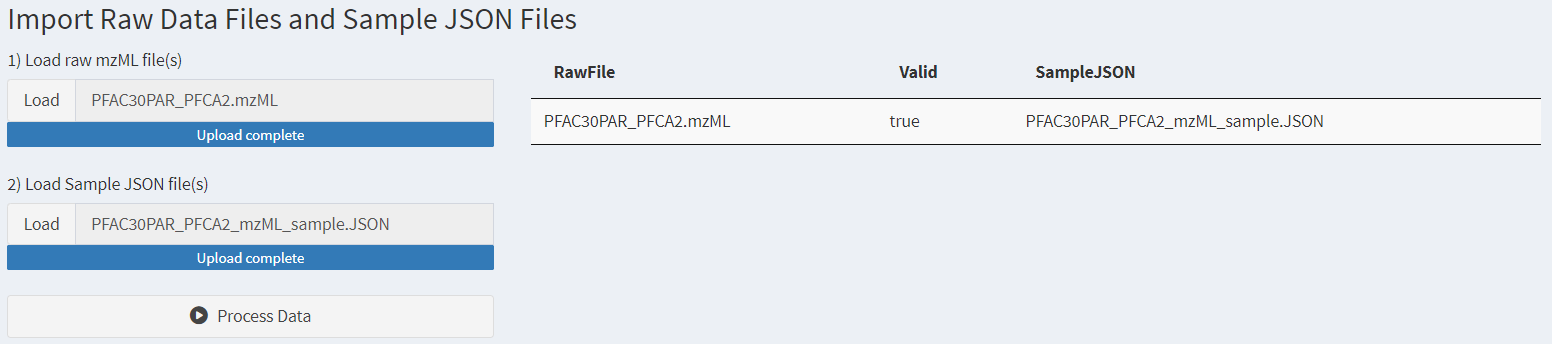 Import Raw Data Files and Sample JSON Files
1) Load raw mzML file(s)
Load PFAC30PAR_PFCA2.mzML
Upload complete
2) Load Sample JSON file(s)
Load PFAC30PAR_PFCA2_mzML_sample.JSON
Upload complete
Process Data
RawFile Valid SampleJSON
PFAC30PAR_PFCA2.mzML true PFAC30PAR_PFCA2_mzML_sample.JSON